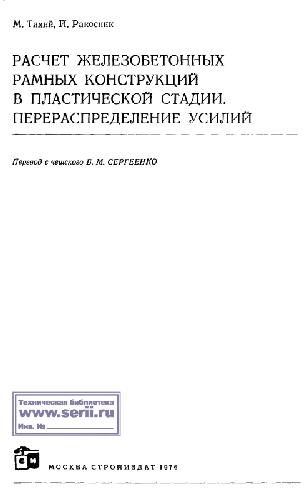 М. Тихий, И. Ракосник
РАСЧЕТ ЖЕЛЕЗОБЕТОННЫХ
РАМНЫХ КОНСТРУКЦИЙ
В ПЛАСТИЧЕСКОЙ СТАДИИ.
ПЕРЕРАСПРЕДЕЛЕНИЕ УСИЛИЙ
Перевод с чешского Б. М. СЕРГЕЕНКО
Техническая библиотека
www.serii.ru
Инв. №
МОСКВА СТРОЙИЗДАТ 1976